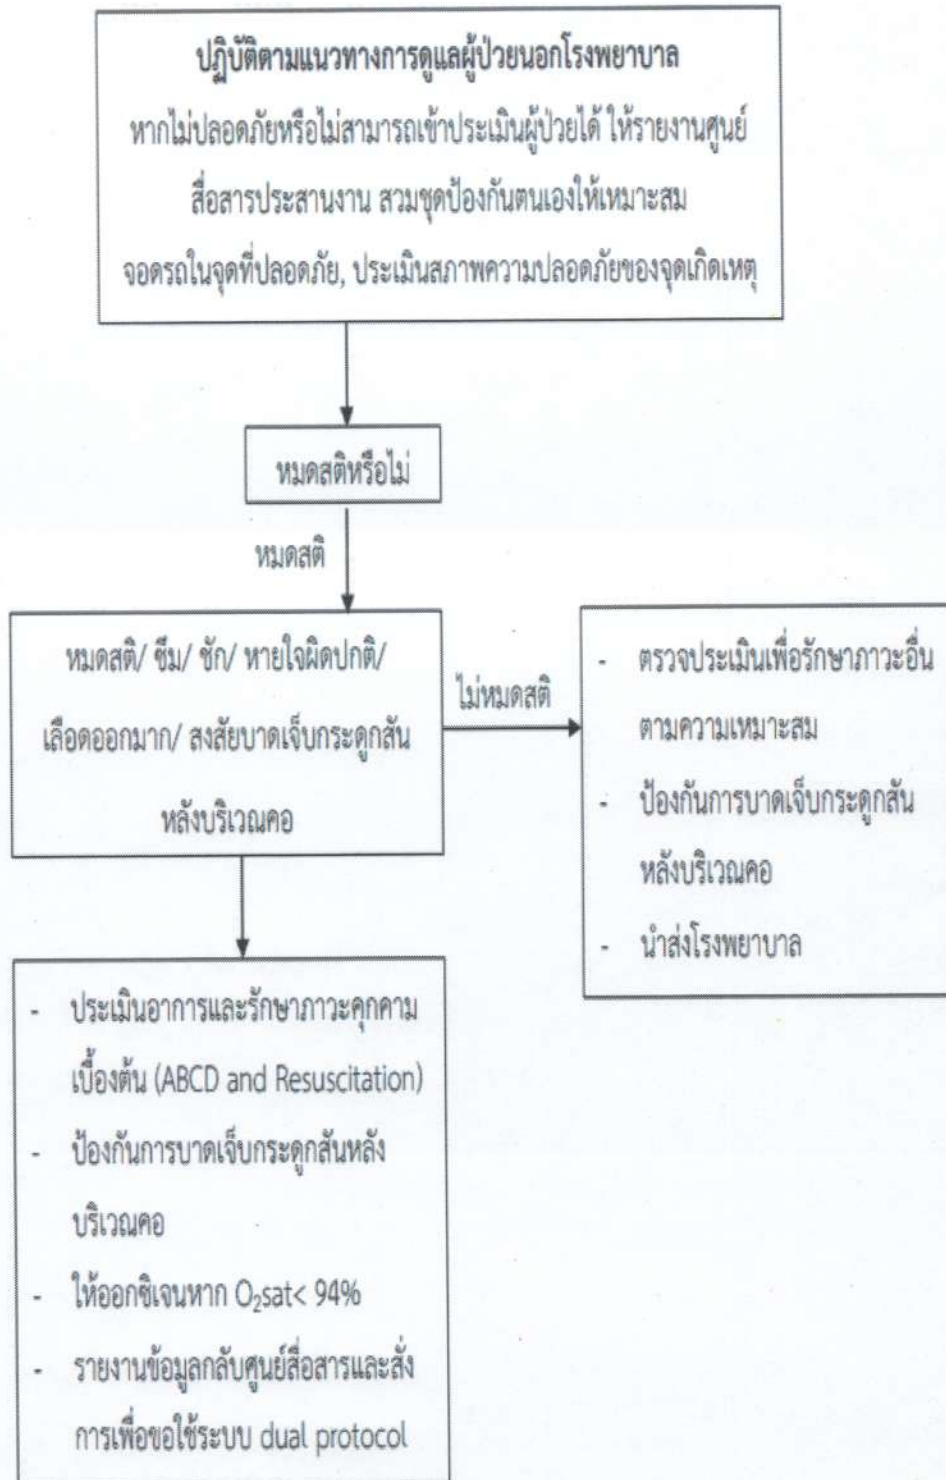 ปฏิบัติตามแนวทางการดูแลผู้ป่วยนอกโรงพยาบาล
หากไม่ปลอดภัยหรือไม่สามารถเข้าประเมินผู้ป่วยได้ ให้รายงานศูนย์
สื่อสารประสานงาน สวมชุดป้องกันตนเองให้เหมาะสม
จอดรถในจุดที่ปลอดภัย, ประเมินสภาพความปลอดภัยของจุดเกิดเหตุ
หมดสติหรือไม่
หมดสติ
หมดสติ/ ซึม/ ชัก/ หายใจผิดปกติ/
เลือดออกมาก/ สงสัยบาดเจ็บกระดูกสัน
หลังบริเวณคอ
ไม่หมดสติ
- ตรวจประเมินเพื่อรักษาภาวะอื่น
ตามความเหมาะสม
- ป้องกันการบาดเจ็บกระดูกสัน
หลังบริเวณคอ
- นำส่งโรงพยาบาล
- ประเมินอาการและรักษาภาวะคุกคาม
เบื้องต้น (ABCD and Resuscitation)
- ป้องกันการบาดเจ็บกระดูกสันหลัง
บริเวณคอ
- ให้ออกซิเจนหาก O₂sat< 94%
- รายงานข้อมูลกลับศูนย์สื่อสารและสั่ง
การเพื่อขอใช้ระบบ dual protocol